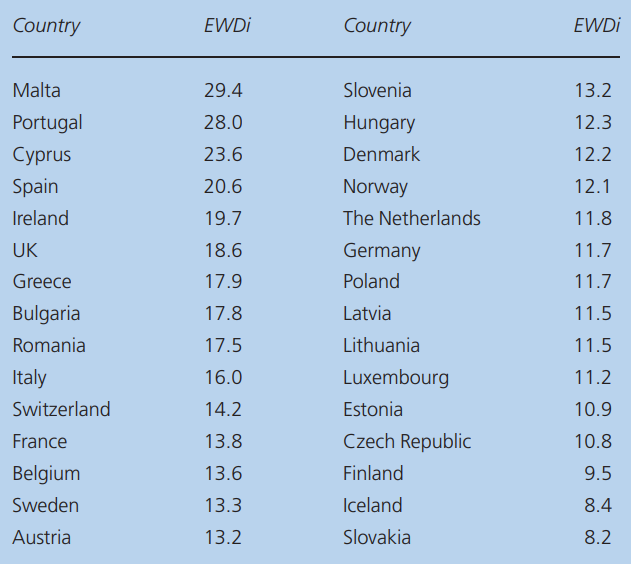 Country EWDi Country EWDi
Malta 29.4 Slovenia 13.2
Portugal 28.0 Hungary 12.3
Cyprus 23.6 Denmark 12.2
Spain 20.6 Norway 12.1
Ireland 19.7 The Netherlands 11.8
UK 18.6 Germany 11.7
Greece 17.9 Poland 11.7
Bulgaria 17.8 Latvia 11.5
Romania 17.5 Lithuania 11.5
Italy 16.0 Luxembourg 11.2
Switzerland 14.2 Estonia 10.9
France 13.8 Czech Republic 10.8
Belgium 13.6 Finland 9.5
Sweden 13.3 Iceland 8.4
Austria 13.2 Slovakia 8.2